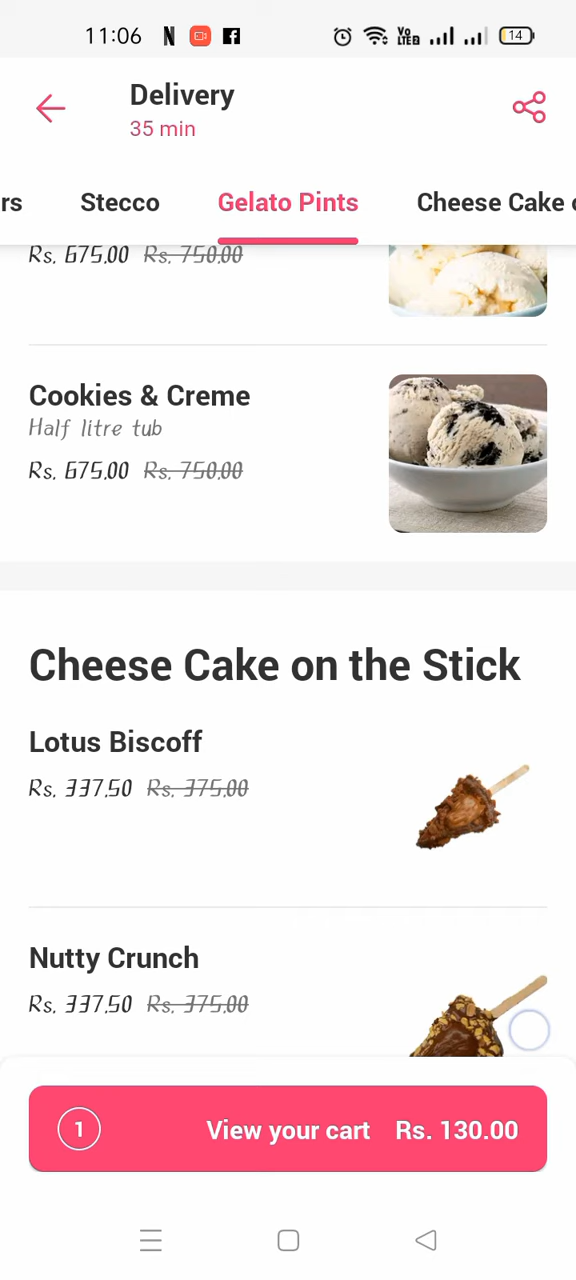 11:06 N Vo LTE2 14
Delivery
35 min
rs Stecco Gelato Pints Cheese Cake
Rs. 675.00 Rs. 750.00
Cookies & Creme
Half litre tub
Rs. 675.00 Rs. 750.00
Cheese Cake on the Stick
Lotus Biscoff
Rs. 337.50 Rs. 375.00
Nutty Crunch
Rs. 337.50 Rs. 375.00
1 View your cart Rs. 130.00